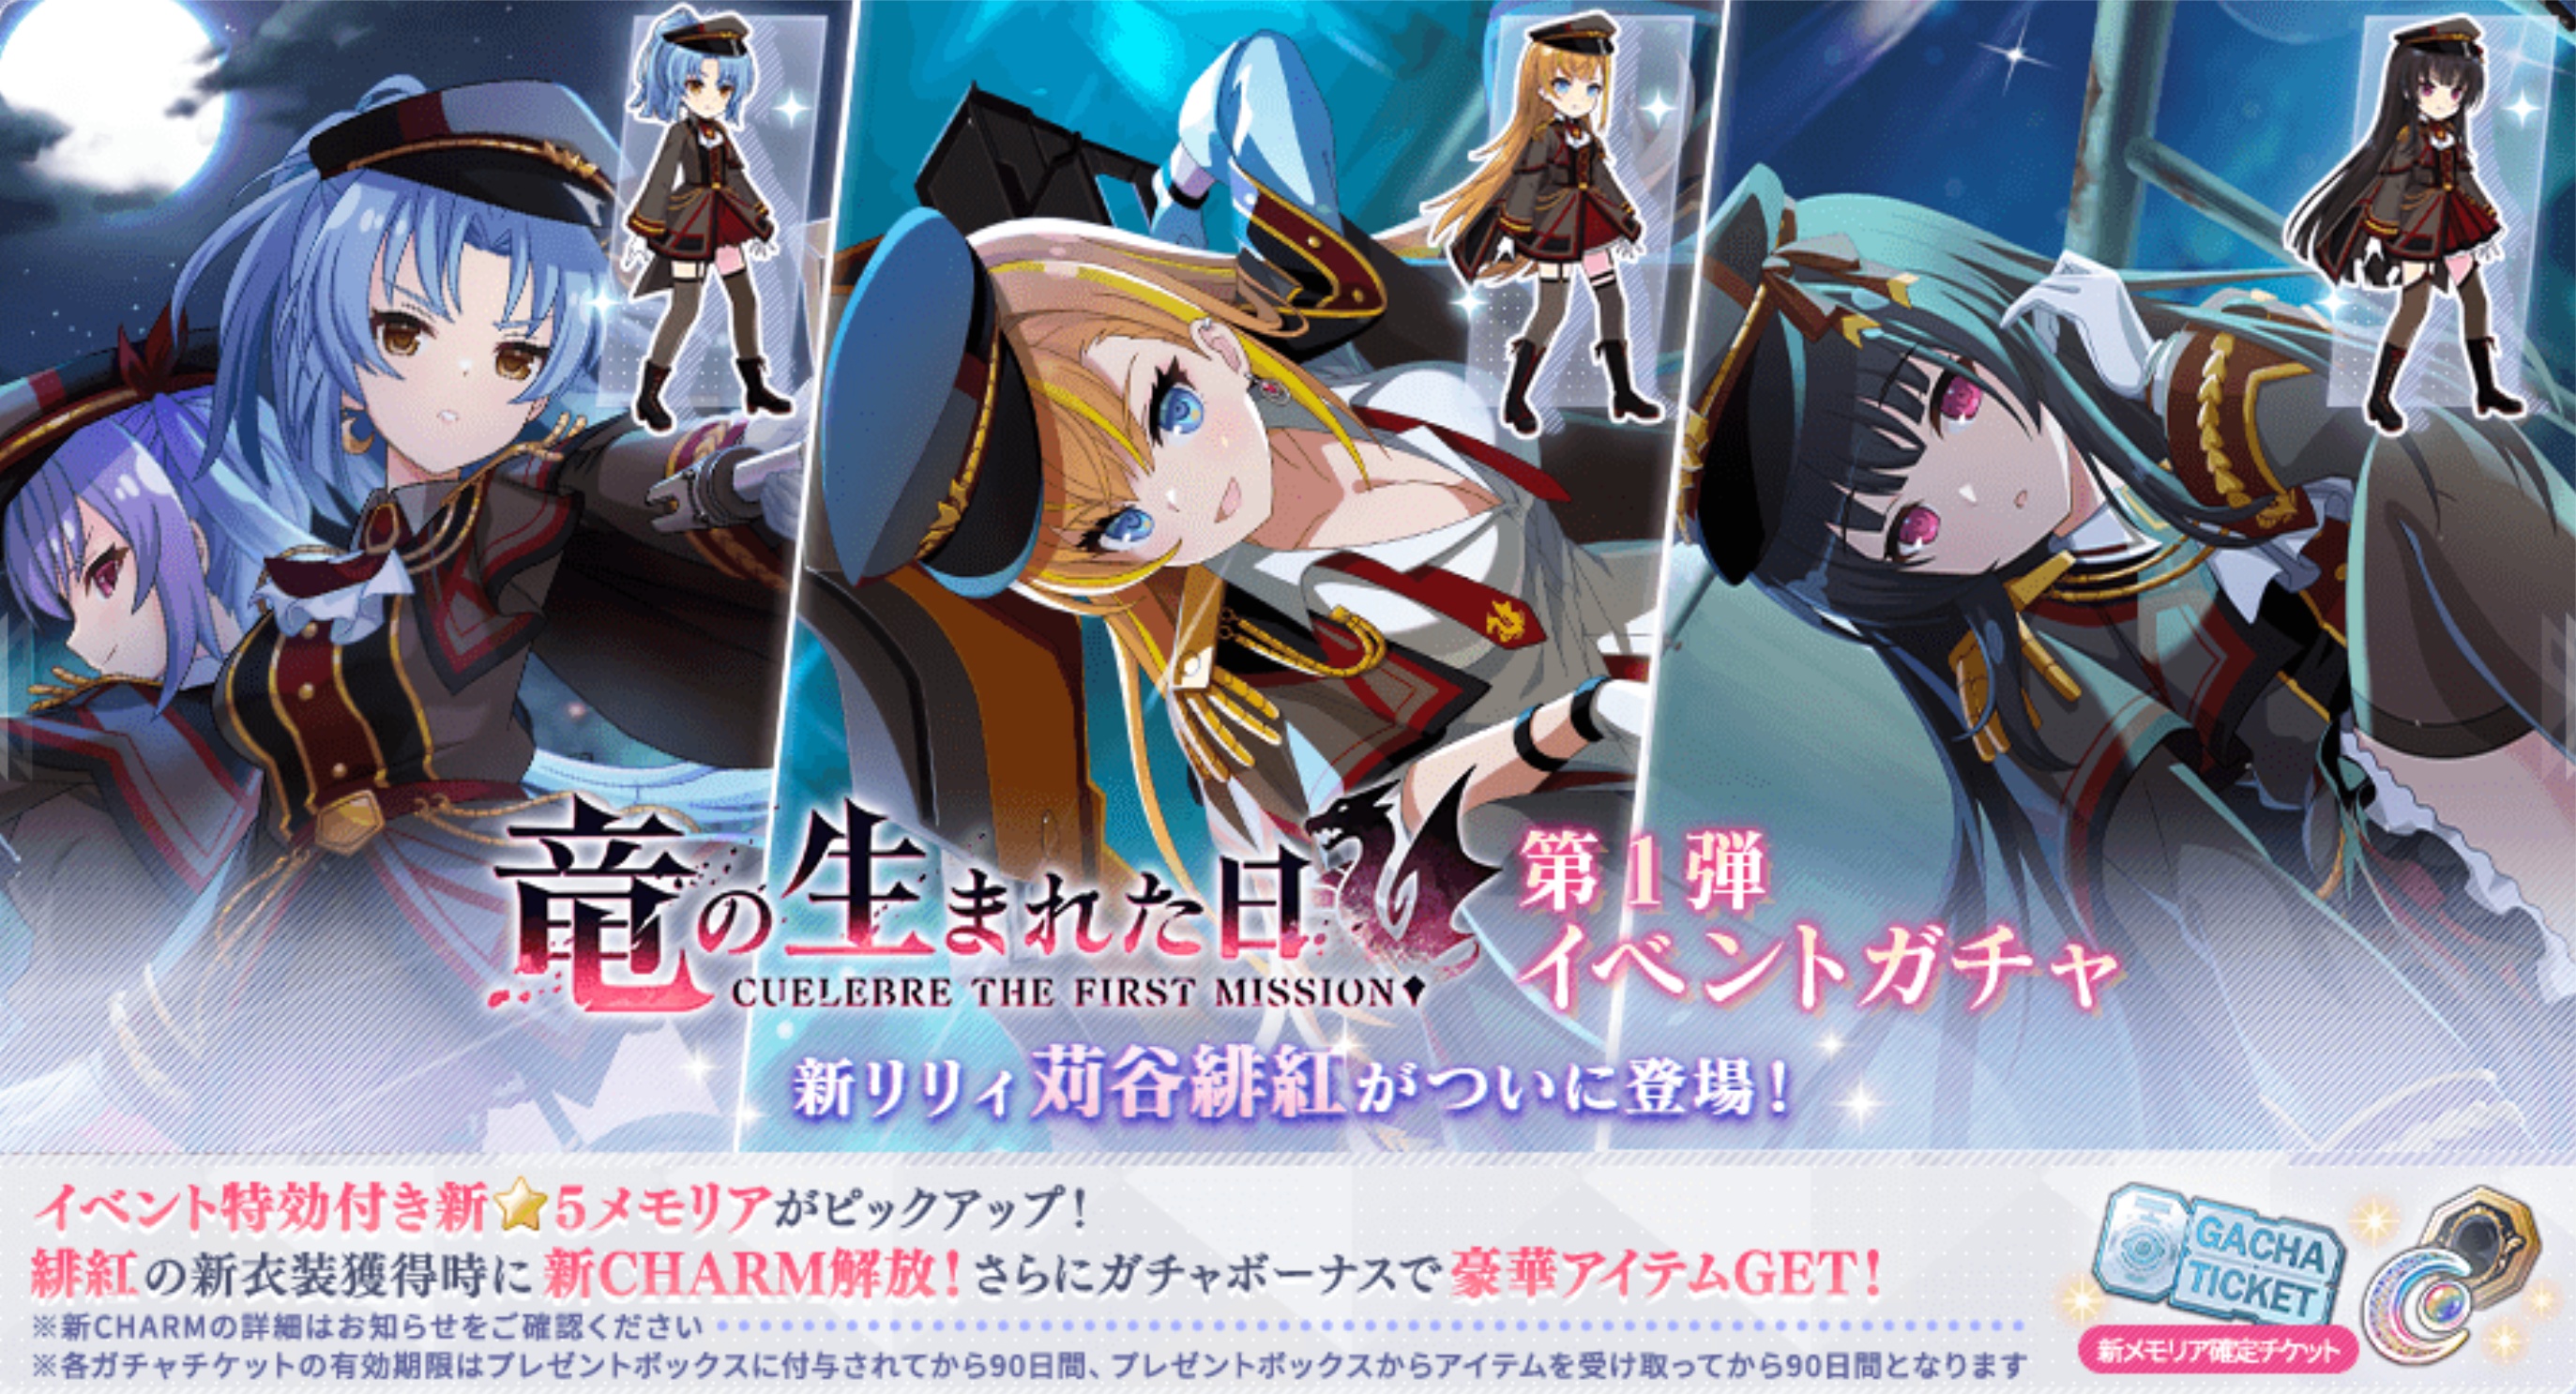 竜の生まれた日
CUELEBRE THE FIRST MISSION
第1弾
イベントガチャ
新リリィ苅谷緋紅がついに登場！
イベント特効付き新⭐5メモリアがピックアップ！
緋紅の新衣装獲得時に新CHARM解放！さらにガチャボーナスで豪華アイテムGET！
※新CHARMの詳細はお知らせをご確認ください
※各ガチャチケットの有効期限はプレゼントボックスに付与されてから90日間、プレゼントボックスからアイテムを受け取ってから90日間となります
GACHA
TICKET
新メモリア確定チケット